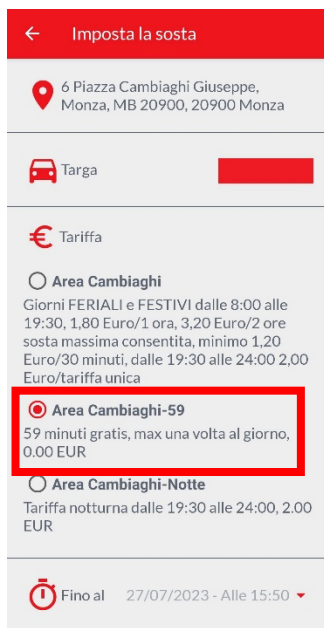 Imposta la sosta
6 Piazza Cambiaghi Giuseppe,
Monza, MB 20900, 20900 Monza
Targa
€ Tariffa
Area Cambiaghi
Giorni FERIALI e FESTIVI dalle 8:00 alle
19:30, 1,80 Euro/1 ora, 3,20 Euro/2 ore
sosta massima consentita, minimo 1,20
Euro/30 minuti, dalle 19:30 alle 24:00 2,00
Euro/tariffa unica
Area Cambiaghi-59
59 minuti gratis, max una volta al giorno,
0.00 EUR
Area Cambiaghi-Notte
Tariffa notturna dalle 19:30 alle 24:00, 2.00
EUR
Fino al 27/07/2023 - Alle 15:50